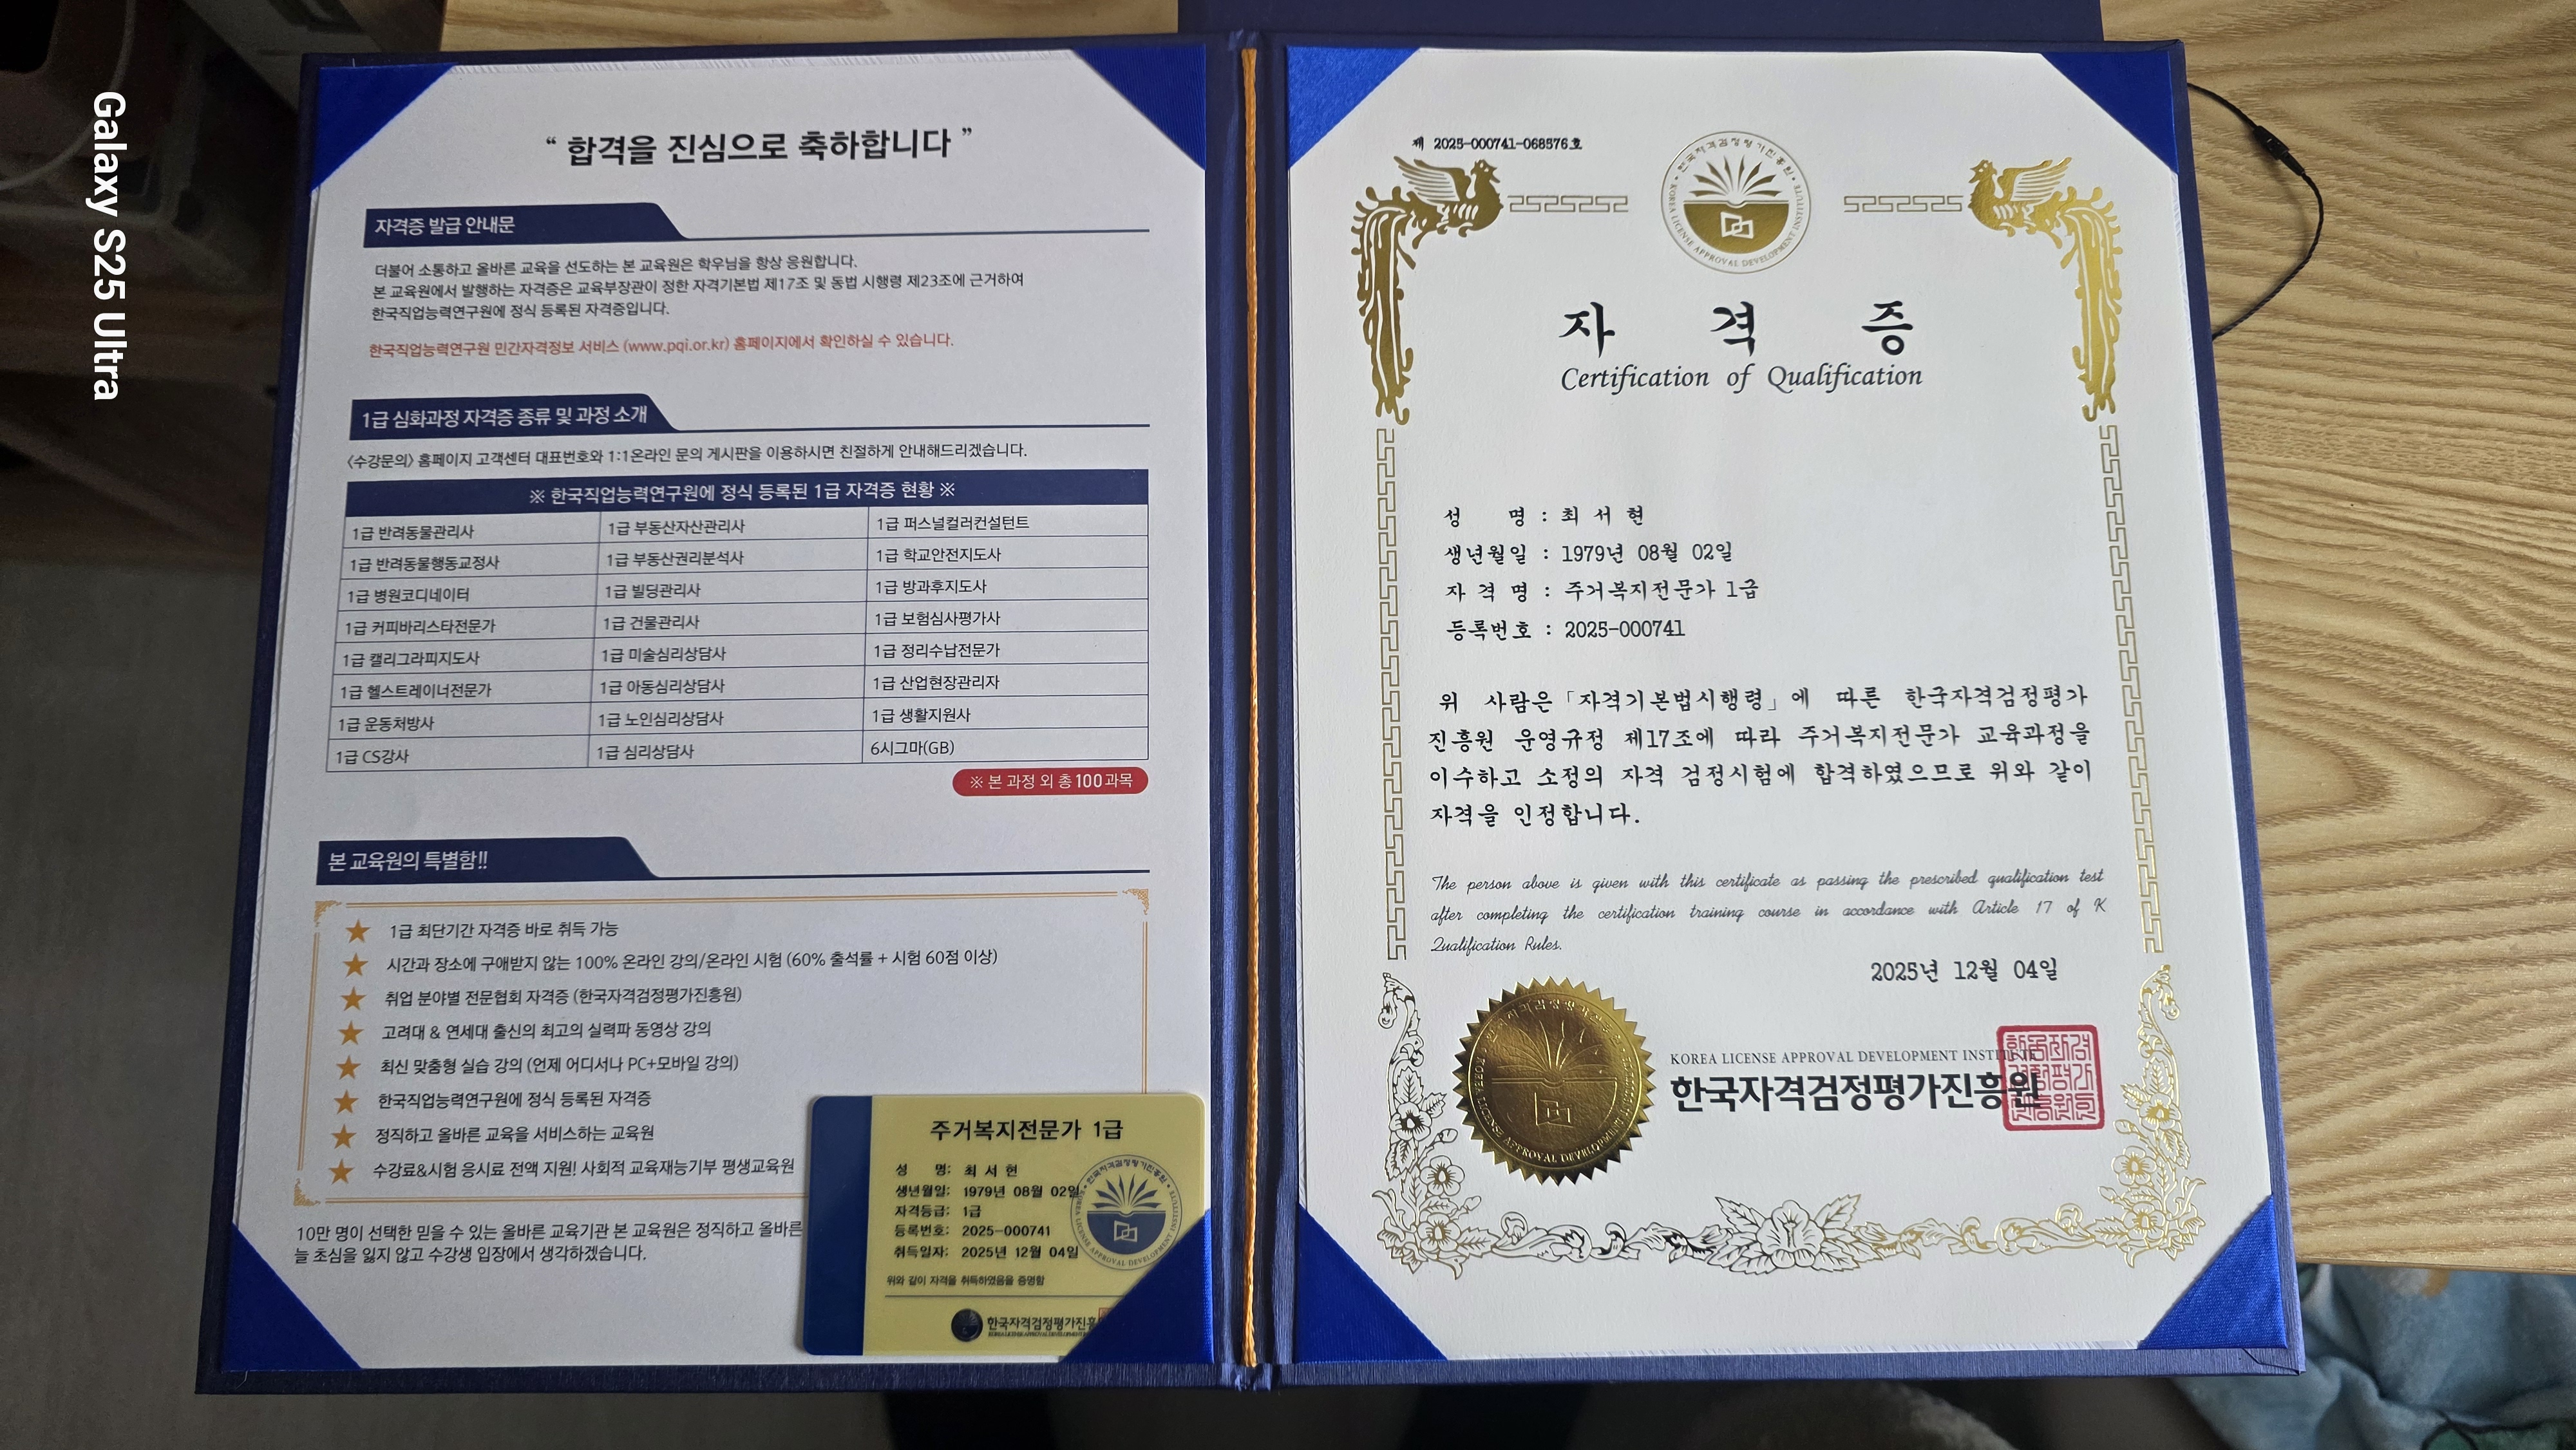 Galaxy S25 Ultra
“ 합격을 진심으로 축하합니다 ”
자격증 발급 안내문
더불어 소통하고 올바른 교육을 선도하는 본 교육원은 학우님을 항상 응원합니다.
본 교육원에서 발행하는 자격증은 교육부장관이 정한 자격기본법 제17조 및 동법 시행령 제23조에 근거하여
한국직업능력연구원에 정식 등록된 자격증입니다.
한국직업능력연구원 민간자격정보 서비스 (www.pqi.or.kr) 홈페이지에서 확인하실 수 있습니다.
1급 심화과정 자격증 종류 및 과정 소개
<수강문의> 홈페이지 고객센터 대표번호와 1:1온라인 문의 게시판을 이용하시면 친절하게 안내해드리겠습니다.
※ 한국직업능력연구원에 정식 등록된 1급 자격증 현황 ※
1급 반려동물관리사 1급 부동산자산관리사 1급 퍼스널컬러컨설턴트
1급 반려동물행동교정사 1급 부동산권리분석사 1급 학교안전지도사
1급 병원코디네이터 1급 빌딩관리사 1급 방과후지도사
1급 커피바리스타전문가 1급 건물관리사 1급 보험심사평가사
1급 캘리그라피지도사 1급 미술심리상담사 1급 정리수납전문가
1급 헬스트레이너전문가 1급 아동심리상담사 1급 산업현장관리자
1급 운동처방사 1급 노인심리상담사 1급 생활지원사
1급 CS강사 1급 심리상담사 6시그마(GB)
※ 본 과정 외 총 100과목
본 교육원의 특별함!!
1급 최단기간 자격증 바로 취득 가능
시간과 장소에 구애받지 않는 100% 온라인 강의/온라인 시험 (60% 출석률 + 시험 60점 이상)
취업 분야별 전문협회 자격증 (한국자격검정평가진흥원)
고려대 & 연세대 출신의 최고의 실력파 동영상 강의
최신 맞춤형 실습 강의 (언제 어디서나 PC+모바일 강의)
한국직업능력연구원에 정식 등록된 자격증
정직하고 올바른 교육을 서비스하는 교육원
수강료&시험 응시료 전액 지원! 사회적 교육재능기부 평생교육원
10만 명이 선택한 믿을 수 있는 올바른 교육기관 본 교육원은 정직하고 올바른
늘 초심을 잃지 않고 수강생 입장에서 생각하겠습니다.
주거복지전문가 1급
성 명: 최 서 현
생년월일: 1979년 08월 02일
자격등급: 1급
등록번호: 2025-000741
취득일자: 2025년 12월 04일
위와 같이 자격을 취득하였음을 증명함
한국자격검정평가진흥
제 2025-000741-068576호
한국자격검정평가진흥원
KOREA LICENSE APPROVAL DEVELOPMENT INSTITUTE
자 격 증
Certification of Qualification
성 명 : 최 서 현
생년월일 : 1979년 08월 02일
자 격 명 : 주거복지전문가 1급
등록번호 : 2025-000741
위 사람은「자격기본법시행령」에 따른 한국자격검정평가
진흥원 운영규정 제17조에 따라 주거복지전문가 교육과정을
이수하고 소정의 자격 검정시험에 합격하였으므로 위와 같이
자격을 인정합니다.
The person above is given with this certificate as passing the prescribed qualification test
after completing the certification training course in accordance with Article 17 of K
Qualification Rules.
2025년 12월 04일
KOREA LICENSE APPROVAL DEVELOPMENT INSTITUTE
한국자격검정평가진흥원